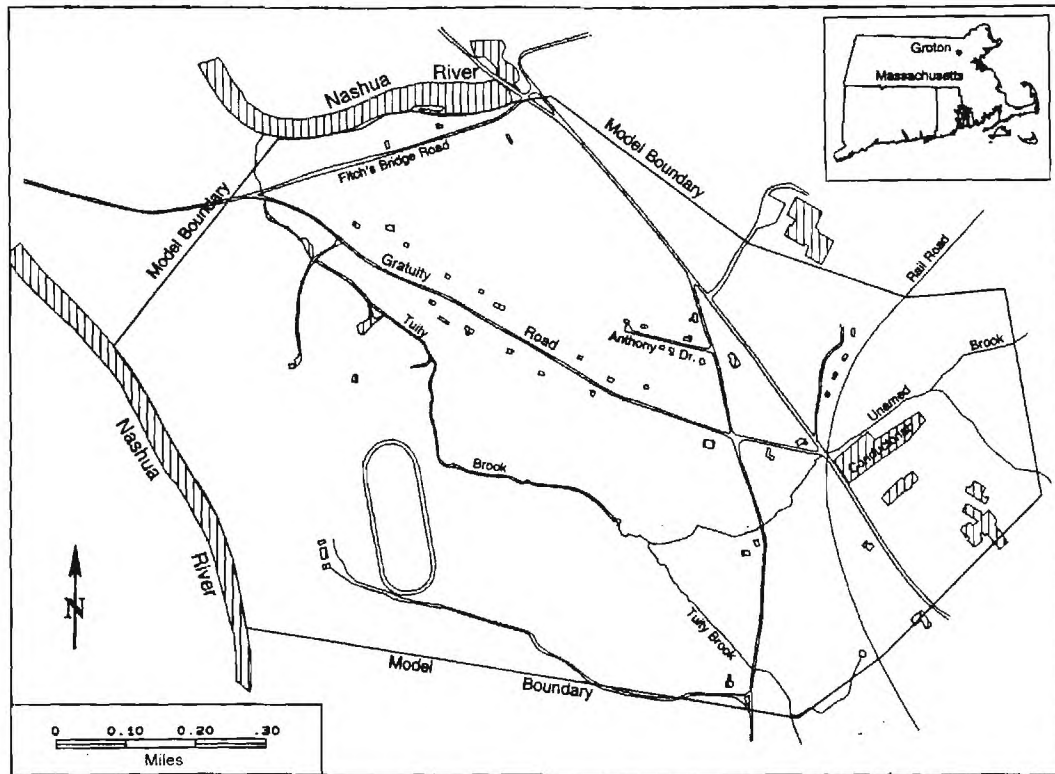 Groton
Massachusetts
Nashua
River
Fitch's Bridge Road
Model Boundary
Model Boundary
Rail Road
Gratuity
Road
Tuity
Brook
Anthony Dr.
Unamed
Brook
Conductorlab
Nashua
River
Tuity Brook
Model
Boundary
N
0 0.10 0.20 .30
Miles